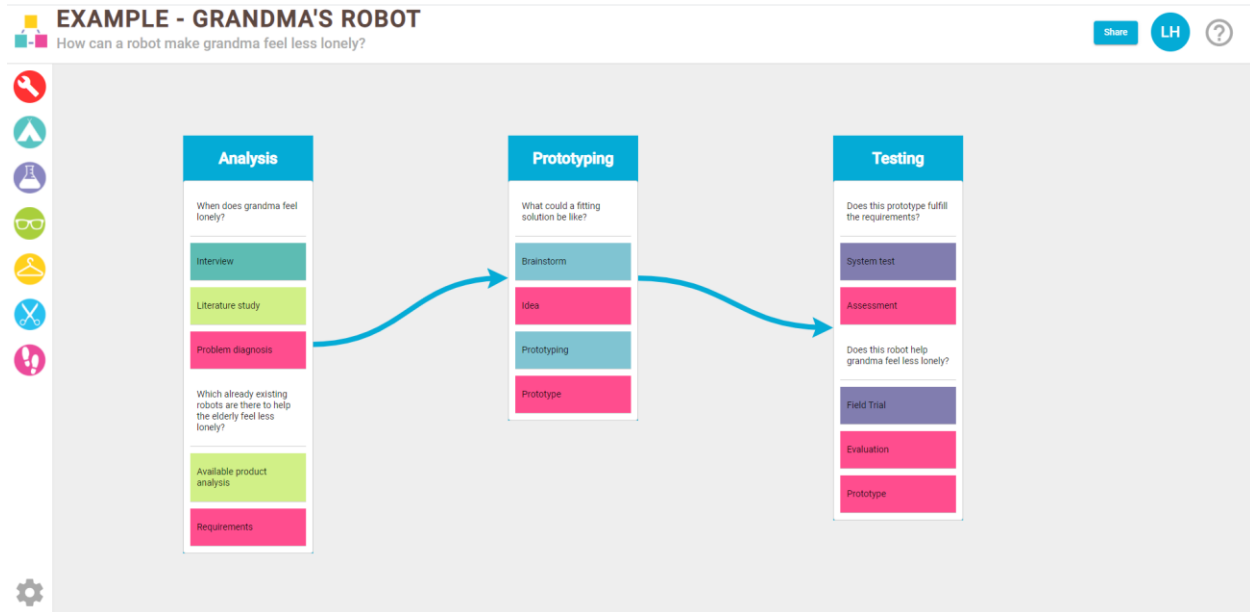 EXAMPLE - GRANDMA'S ROBOT
How can a robot make grandma feel less lonely?
Share
LH
?
Analysis
When does grandma feel
lonely?
Interview
Literature study
Problem diagnosis
Which already existing
robots are there to help
the elderly feel less
lonely?
Available product
analysis
Requirements
Prototyping
What could a fitting
solution be like?
Brainstorm
Idea
Prototyping
Prototype
Testing
Does this prototype fulfill
the requirements?
System test
Assessment
Does this robot help
grandma feel less lonely?
Field Trial
Evaluation
Prototype